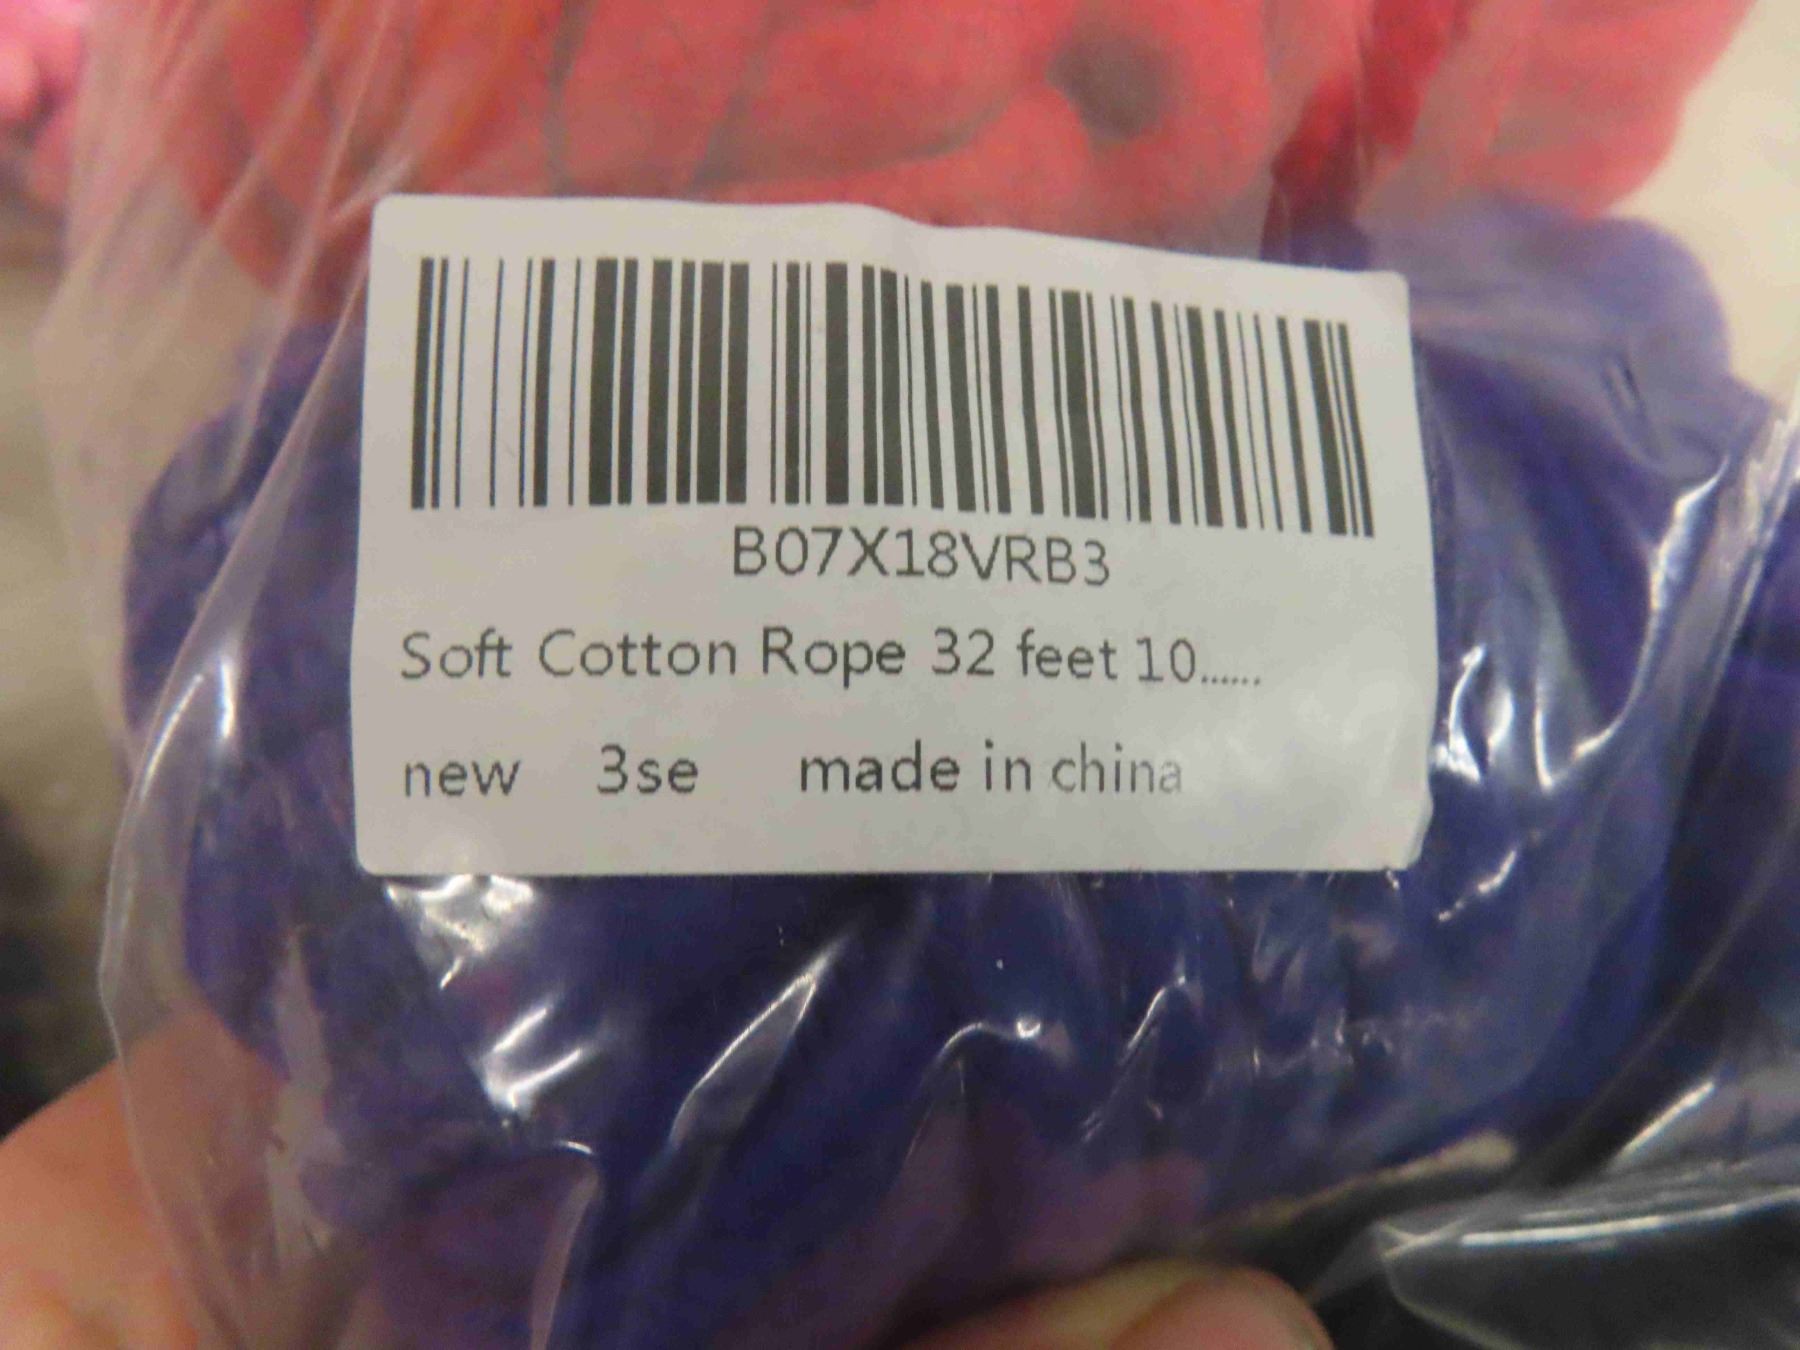 B07X18VRB3
Soft Cotton Rope 32 feet 10......
new 3se made in china